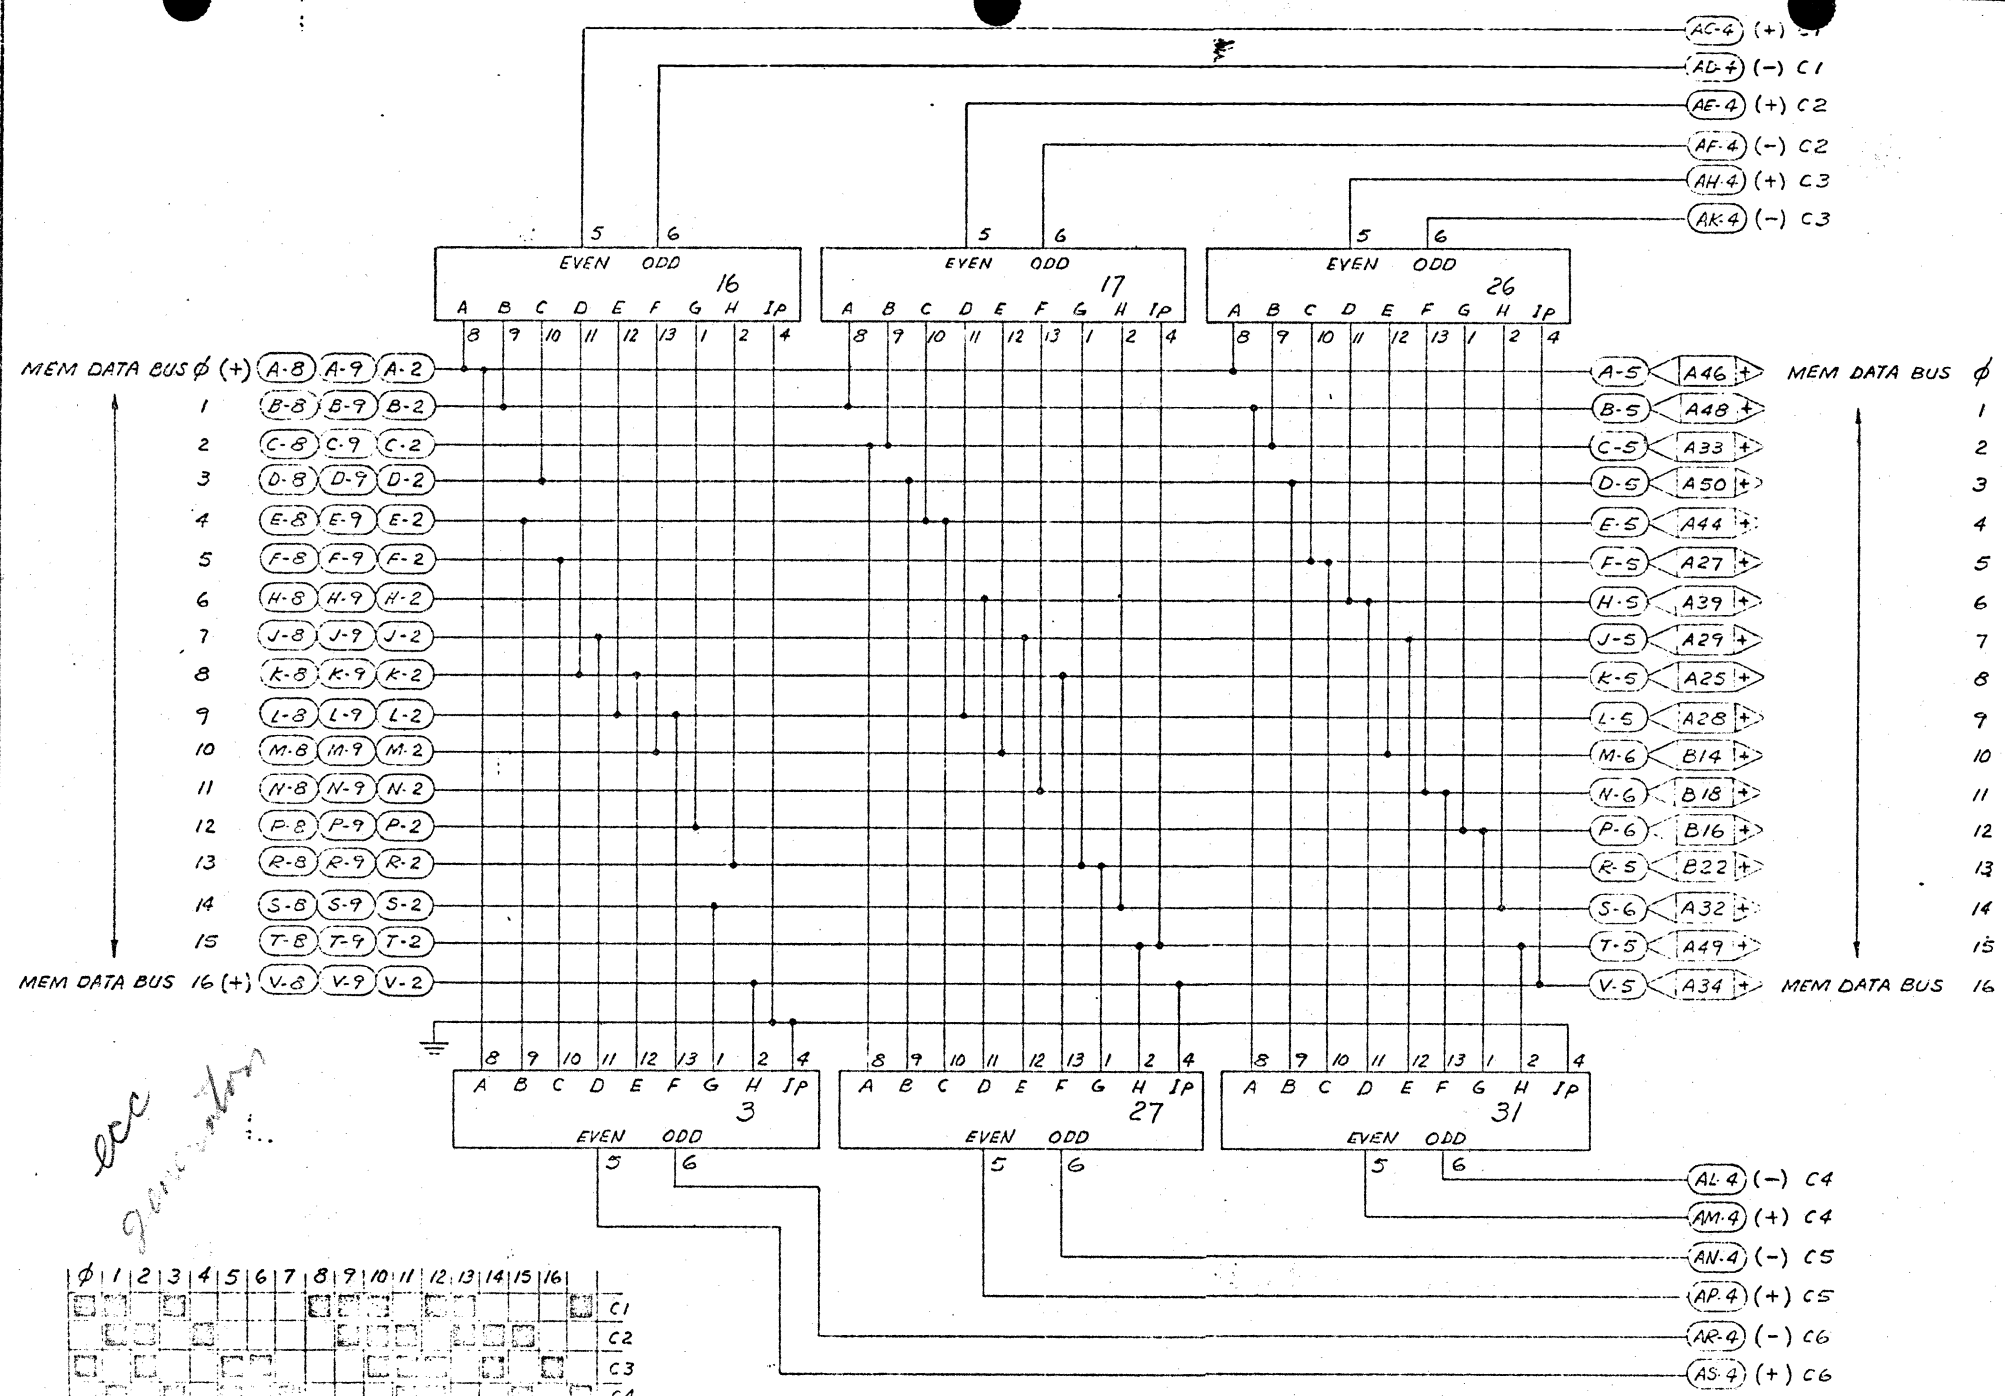 AC-4 (+) C1
AD-4 (-) C1
AE-4 (+) C2
AF-4 (-) C2
AH-4 (+) C3
AK-4 (-) C3
5 6 5 6 5 6
EVEN ODD EVEN ODD EVEN ODD
16 17 26
A B C D E F G H IP A B C D E F G H IP A B C D E F G H IP
8 9 10 11 12 13 1 2 4 8 9 10 11 12 13 1 2 4 8 9 10 11 12 13 1 2 4
MEM DATA BUS φ (+) A-8 A-9 A-2 A-5 A46 + MEM DATA BUS φ
1 B-8 B-9 B-2 B-5 A48 + 1
2 C-8 C-9 C-2 C-5 A33 + 2
3 D-8 D-9 D-2 D-5 A50 + 3
4 E-8 E-9 E-2 E-5 A44 + 4
5 F-8 F-9 F-2 F-5 A27 + 5
6 H-8 H-9 H-2 H-5 A39 + 6
7 J-8 J-9 J-2 J-5 A29 + 7
8 K-8 K-9 K-2 K-5 A25 + 8
9 L-8 L-9 L-2 L-5 A28 + 9
10 M-8 M-9 M-2 M-6 B14 + 10
11 N-8 N-9 N-2 N-6 B18 + 11
12 P-8 P-9 P-2 P-6 B16 + 12
13 R-8 R-9 R-2 R-5 B22 + 13
14 S-8 S-9 S-2 S-6 A32 + 14
15 T-8 T-9 T-2 T-5 A49 + 15
MEM DATA BUS 16 (+) V-8 V-9 V-2 V-5 A34 + MEM DATA BUS 16
8 9 10 11 12 13 1 2 4 8 9 10 11 12 13 1 2 4 8 9 10 11 12 13 1 2 4
A B C D E F G H IP A B C D E F G H IP A B C D E F G H IP
3 27 31
EVEN ODD EVEN ODD EVEN ODD
5 6 5 6 5 6
ecc
generator
AL-4 (-) C4
AM-4 (+) C4
AN-4 (-) C5
AP-4 (+) C5
AR-4 (-) C6
AS-4 (+) C6
φ 1 2 3 4 5 6 7 8 9 10 11 12 13 14 15 16
C1
C2
C3
C4